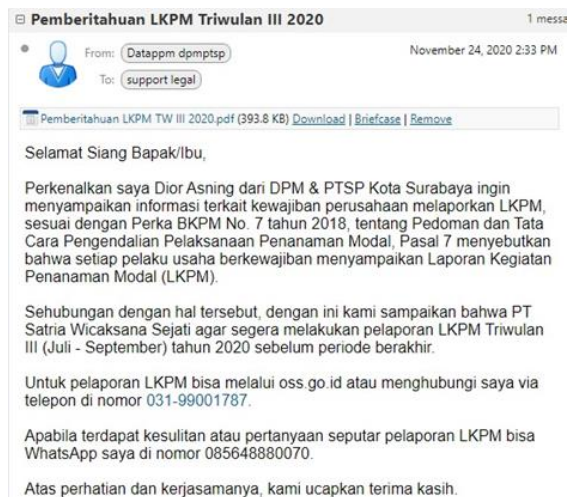 Pemberitahuan LKPM Triwulan III 2020
1 messa
From: Datappm dpmptsp
November 24, 2020 2:33 PM
To: support legal
Pemberitahuan LKPM TW III 2020.pdf (393.8 KB) Download | Briefcase | Remove
Selamat Siang Bapak/Ibu,
Perkenalkan saya Dior Asning dari DPM & PTSP Kota Surabaya ingin
menyampaikan informasi terkait kewajiban perusahaan melaporkan LKPM,
sesuai dengan Perka BKPM No. 7 tahun 2018, tentang Pedoman dan Tata
Cara Pengendalian Pelaksanaan Penanaman Modal, Pasal 7 menyebutkan
bahwa setiap pelaku usaha berkewajiban menyampaikan Laporan Kegiatan
Penanaman Modal (LKPM).
Sehubungan dengan hal tersebut, dengan ini kami sampaikan bahwa PT
Satria Wicaksana Sejati agar segera melakukan pelaporan LKPM Triwulan
III (Juli - September) tahun 2020 sebelum periode berakhir.
Untuk pelaporan LKPM bisa melalui oss.go.id atau menghubungi saya via
telepon di nomor 031-99001787.
Apabila terdapat kesulitan atau pertanyaan seputar pelaporan LKPM bisa
WhatsApp saya di nomor 085648880070.
Atas perhatian dan kerjasamanya, kami ucapkan terima kasih.